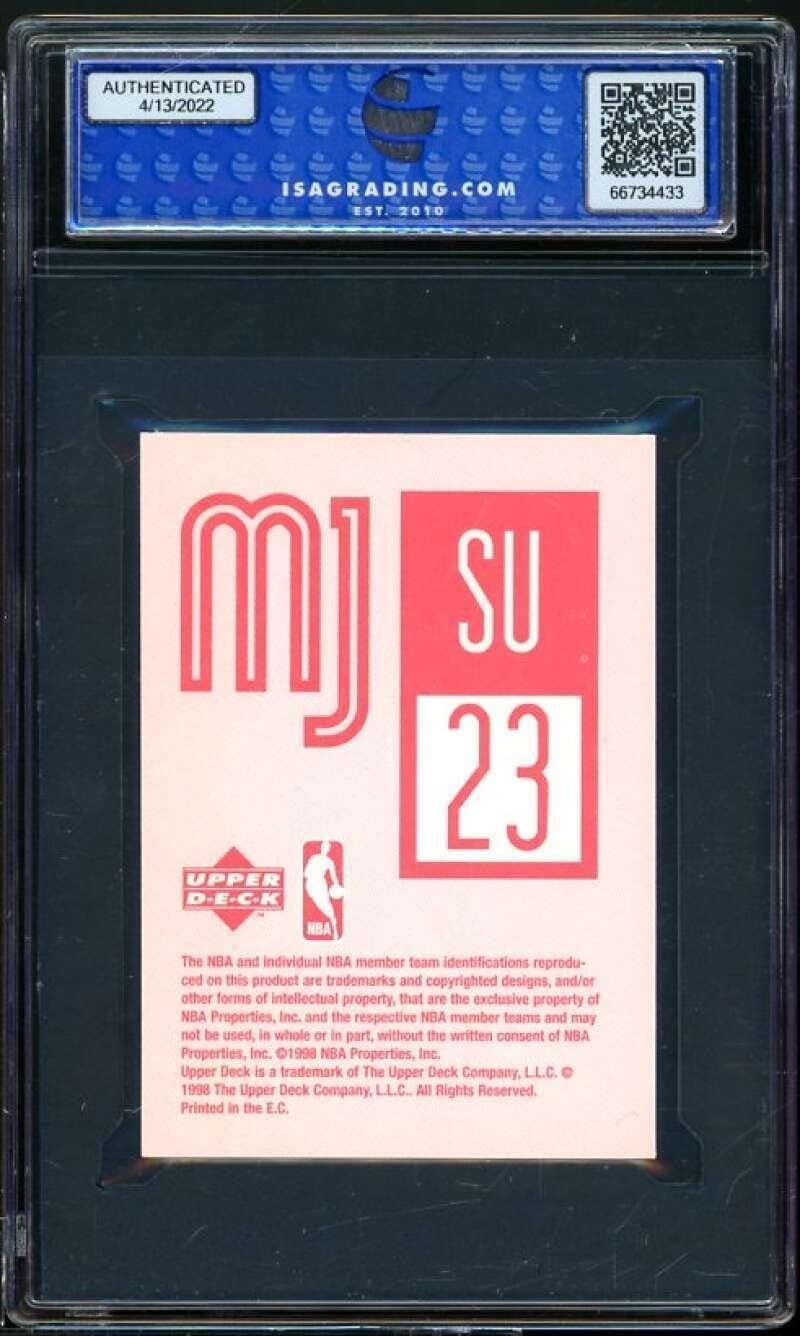 AUTHENTICATED
4/13/2022
ISAGRADING.COM
EST. 2010
66734433
MJ
SU
23
UPPER
D·E·C·K
™
NBA
The NBA and individual NBA member team identifications reprodu-
ced on this product are trademarks and copyrighted designs, and/or
other forms of intellectual property, that are the exclusive property of
NBA Properties, Inc. and the respective NBA member teams and may
not be used, in whole or in part, without the written consent of NBA
Properties, Inc. ©1998 NBA Properties, Inc.
Upper Deck is a trademark of The Upper Deck Company, L.L.C. ©
1998 The Upper Deck Company, L.L.C.. All Rights Reserved.
Printed in the E.C.